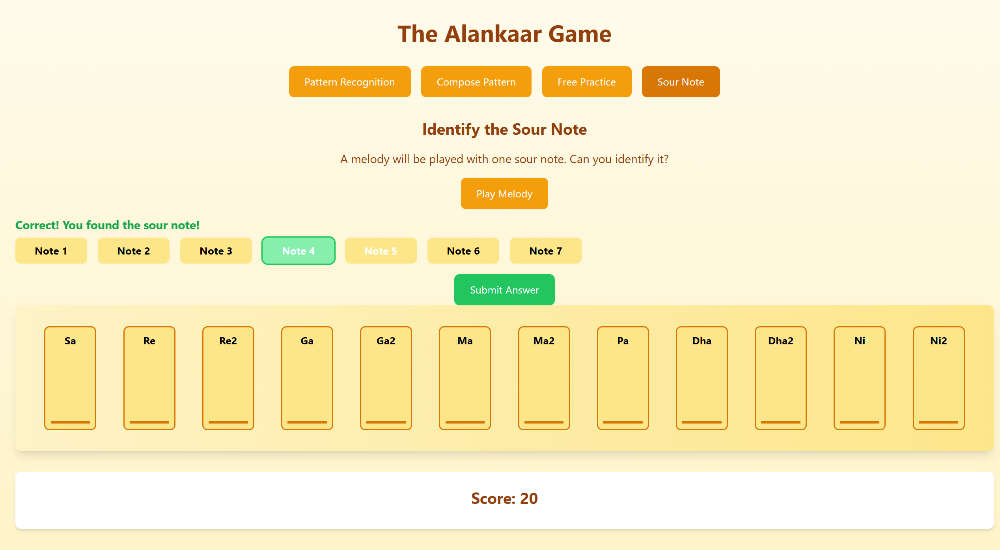 The Alankaar Game
Pattern Recognition Compose Pattern Free Practice Sour Note
Identify the Sour Note
A melody will be played with one sour note. Can you identify it?
Play Melody
Correct! You found the sour note!
Note 1 Note 2 Note 3 Note 4 Note 5 Note 6 Note 7
Submit Answer
Sa Re Re2 Ga Ga2 Ma Ma2 Pa Dha Dha2 Ni Ni2
Score: 20